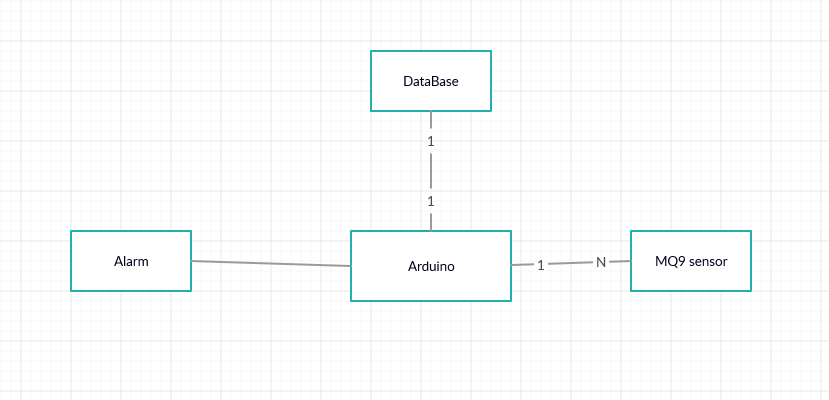 DataBase
1
1
Alarm
Arduino
1
N
MQ9 sensor